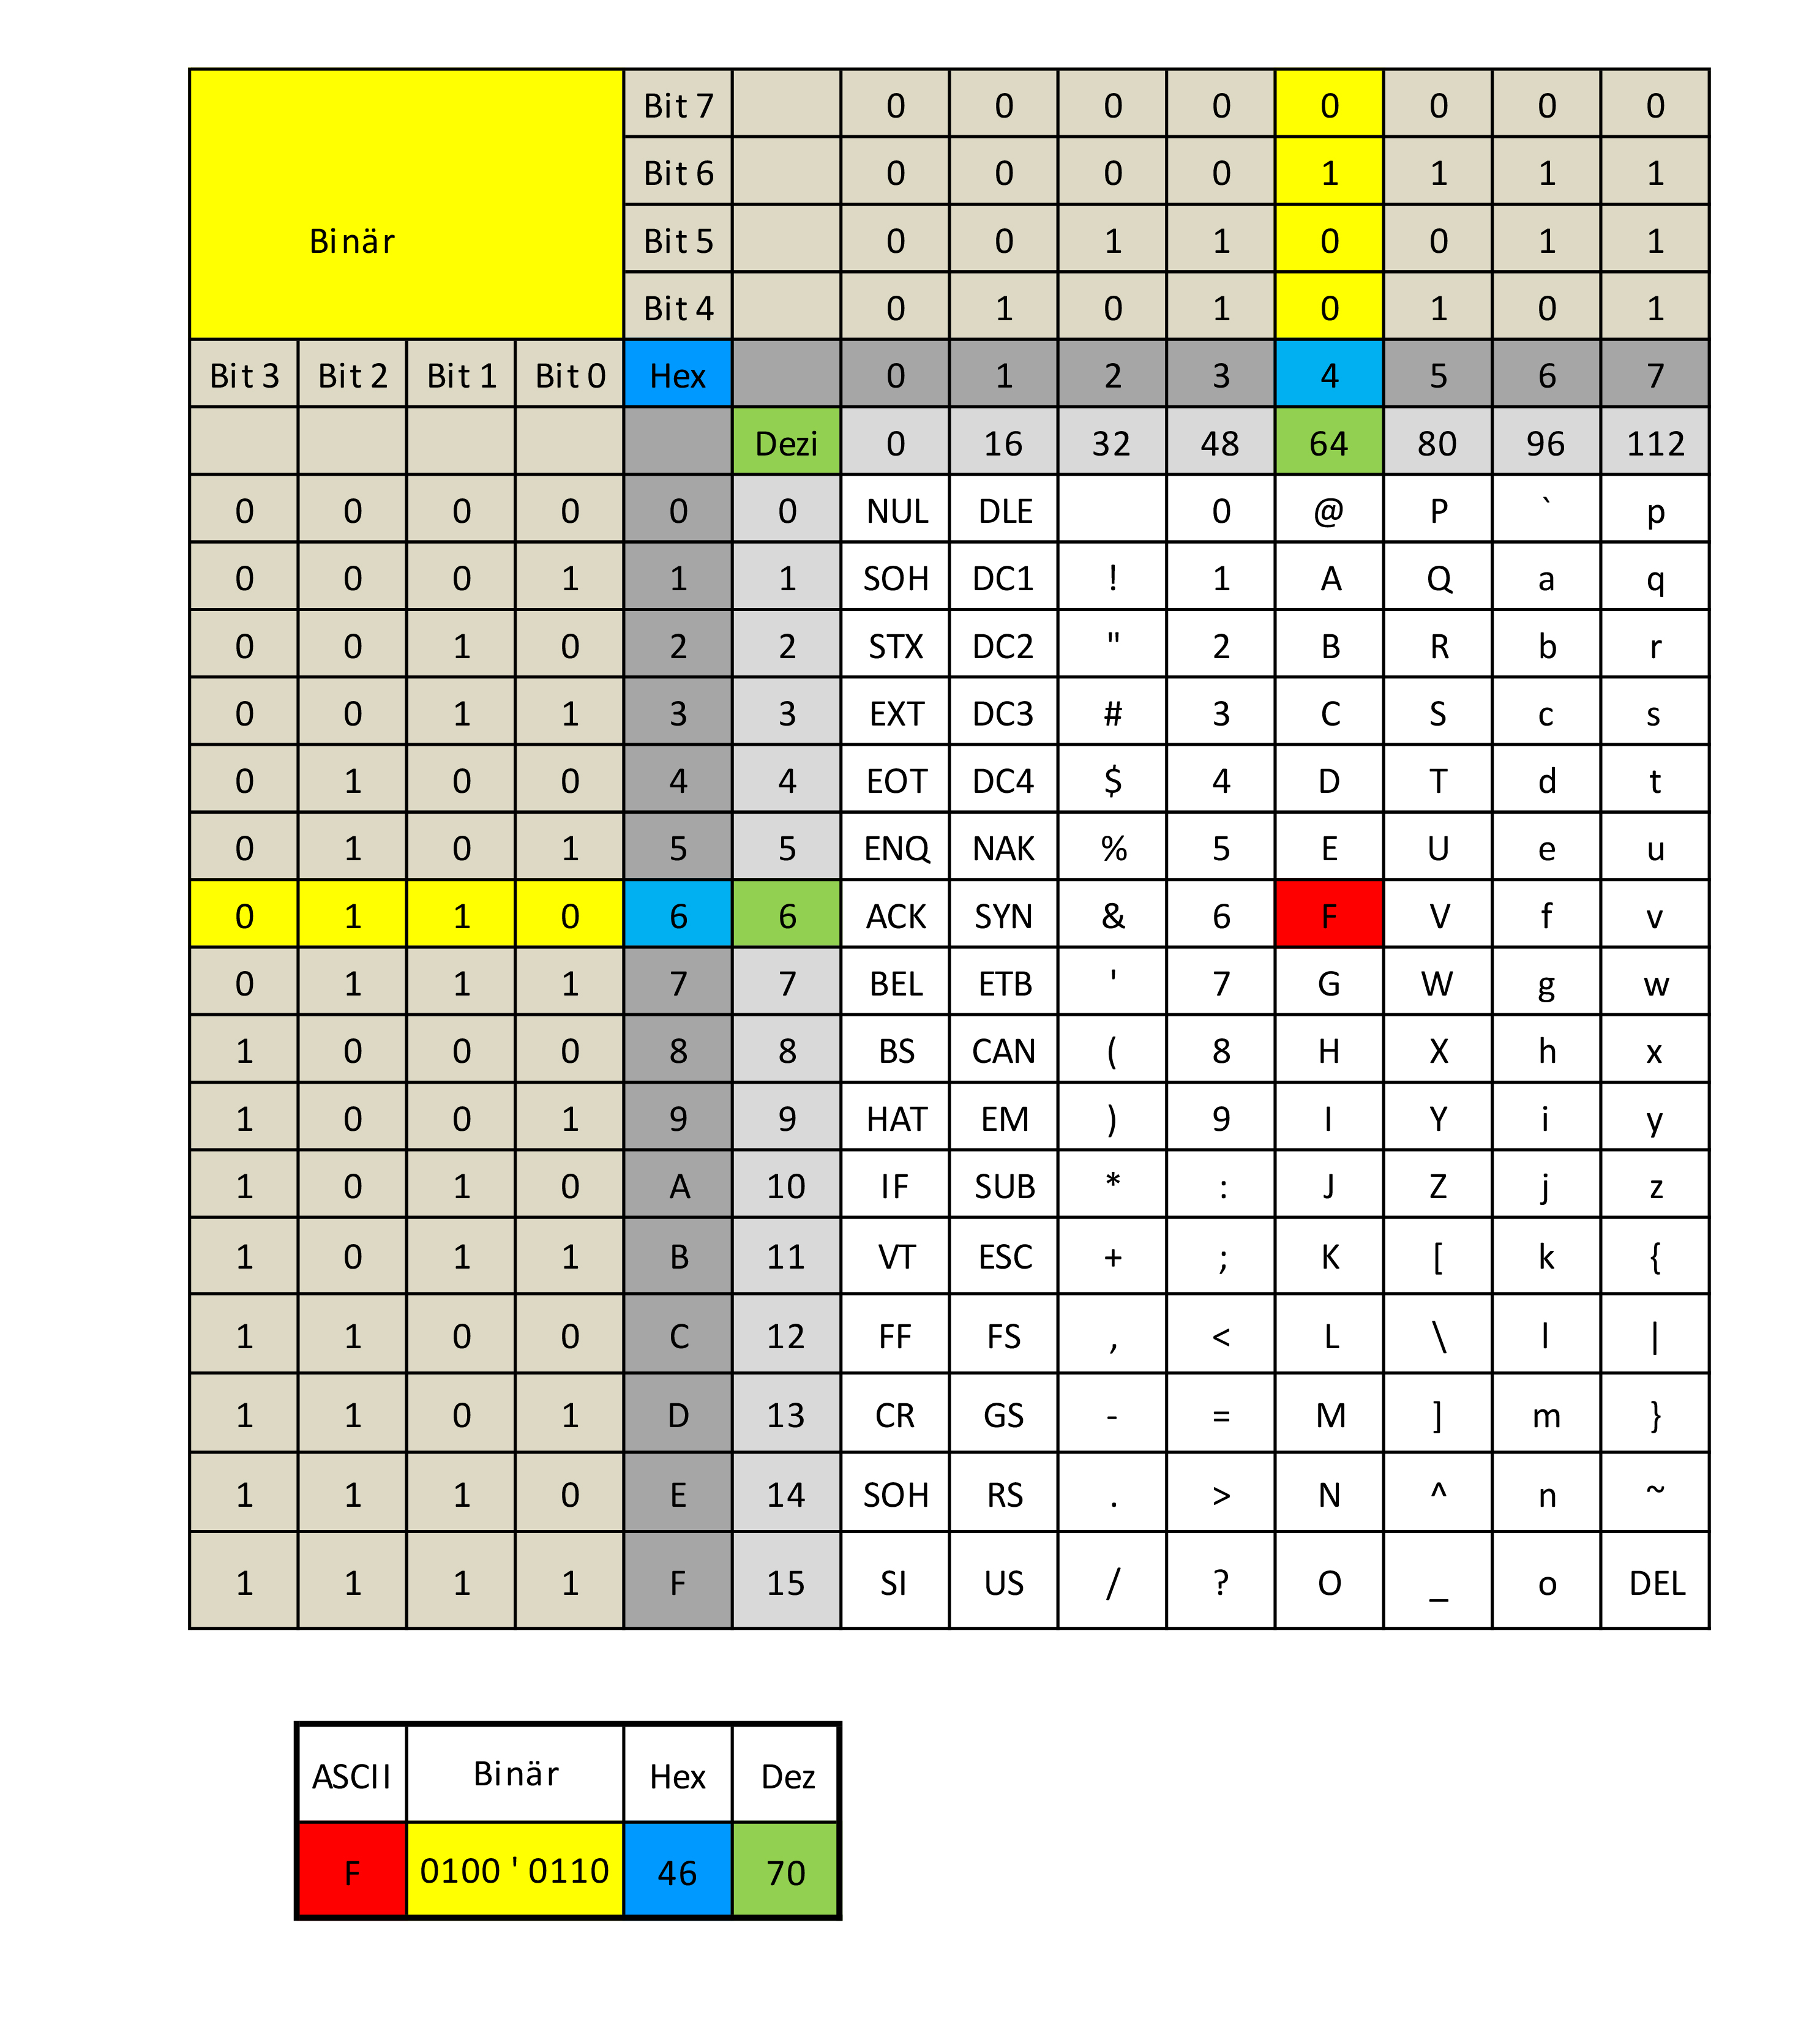 Bit 7 0 0 0 0 0 0 0 0
Bit 6 0 0 0 0 1 1 1 1
Binär Bit 5 0 0 1 1 0 0 1 1
Bit 4 0 1 0 1 0 1 0 1
Bit 3 Bit 2 Bit 1 Bit 0 Hex 0 1 2 3 4 5 6 7
Dezi 0 16 32 48 64 80 96 112
0 0 0 0 0 0 NUL DLE 0 @ P ` p
0 0 0 1 1 1 SOH DC1 ! 1 A Q a q
0 0 1 0 2 2 STX DC2 " 2 B R b r
0 0 1 1 3 3 EXT DC3 # 3 C S c s
0 1 0 0 4 4 EOT DC4 $ 4 D T d t
0 1 0 1 5 5 ENQ NAK % 5 E U e u
0 1 1 0 6 6 ACK SYN & 6 F V f v
0 1 1 1 7 7 BEL ETB ' 7 G W g w
1 0 0 0 8 8 BS CAN ( 8 H X h x
1 0 0 1 9 9 HAT EM ) 9 I Y i y
1 0 1 0 A 10 IF SUB * : J Z j z
1 0 1 1 B 11 VT ESC + ; K [ k {
1 1 0 0 C 12 FF FS , < L \ l |
1 1 0 1 D 13 CR GS - = M ] m }
1 1 1 0 E 14 SOH RS . > N ^ n ~
1 1 1 1 F 15 SI US / ? O _ o DEL
ASCII Binär Hex Dez
F 0100 ' 0110 46 70